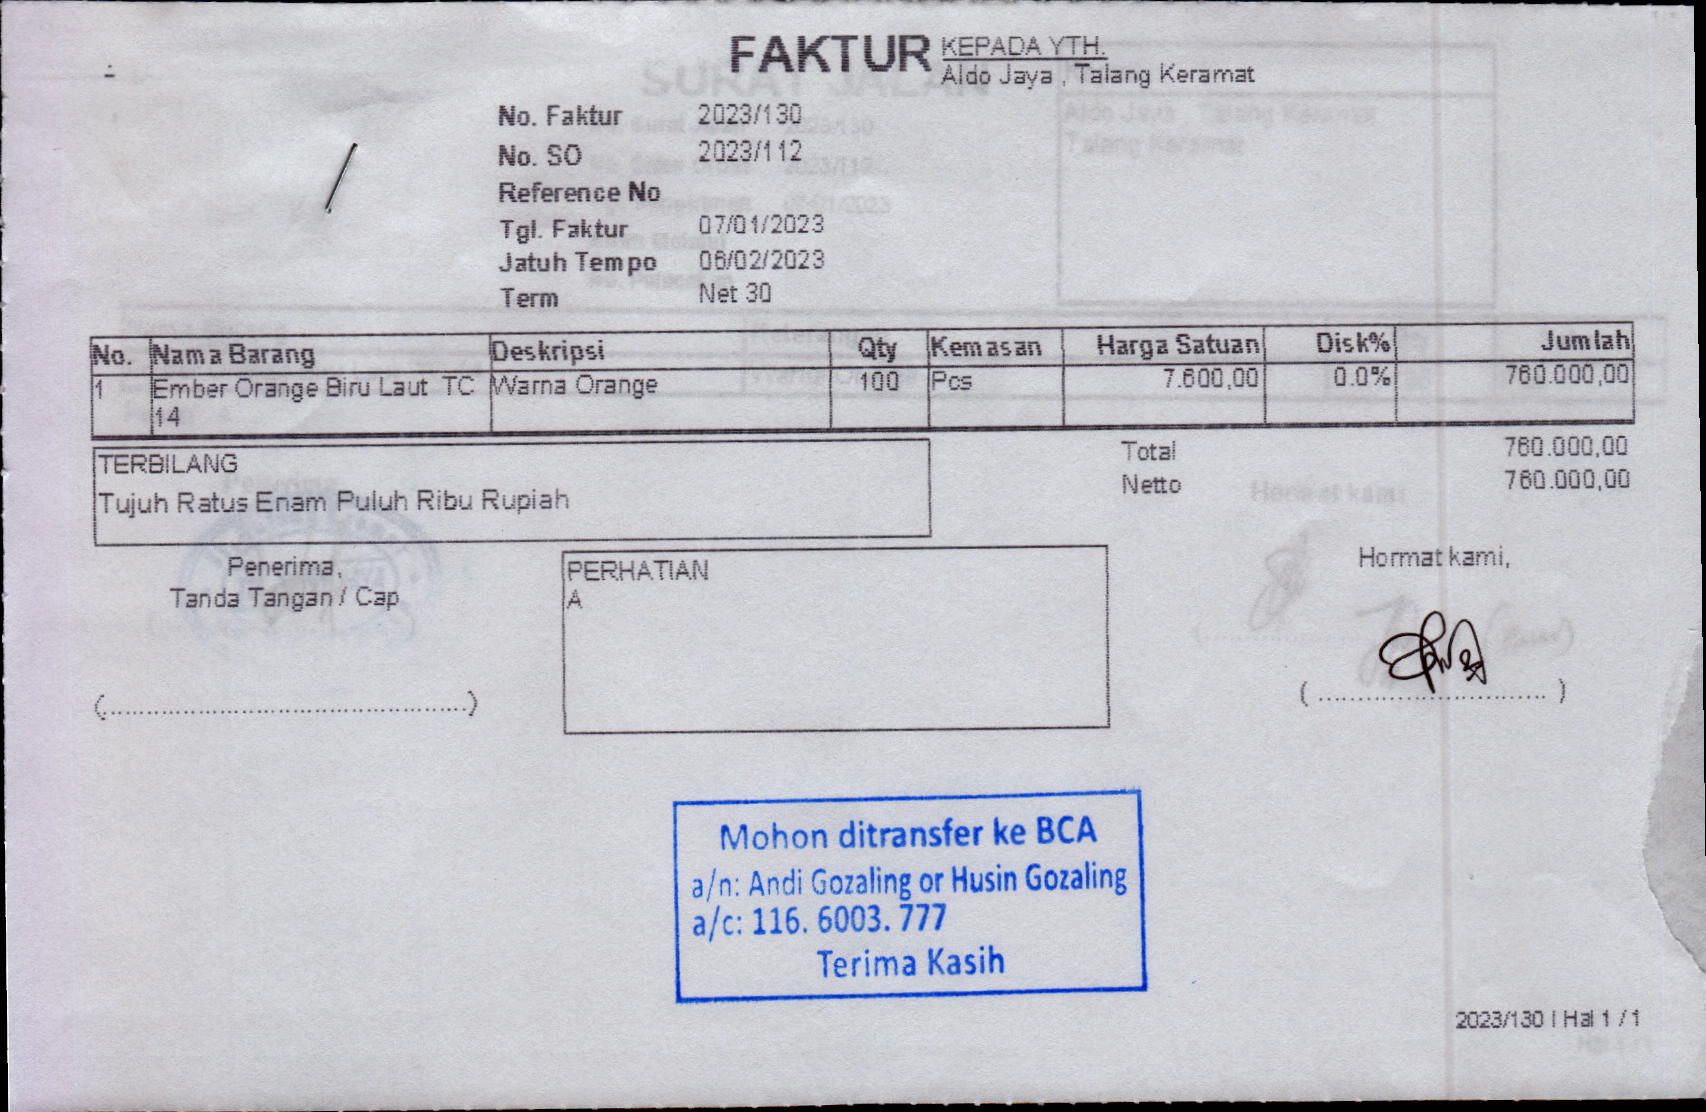 FAKTUR
KEPADA YTH.
Aldo Jaya , Talang Keramat
No. Faktur 2023/130
No. SO 2023/112
Reference No
Tgl. Faktur 07/01/2023
Jatuh Tempo 06/02/2023
Term Net 30
No. Nama Barang Deskripsi Qty Kemasan Harga Satuan Disk% Jumlah
1 Ember Orange Biru Laut TC Warna Orange 100 Pcs 7.600,00 0.0% 760.000,00
14
TERBILANG
Tujuh Ratus Enam Puluh Ribu Rupiah
Total 760.000,00
Netto 760.000,00
Penerima,
Tanda Tangan / Cap
(................................................)
PERHATIAN
A
Hormat kami,
( .............................. )
Mohon ditransfer ke BCA
a/n: Andi Gozaling or Husin Gozaling
a/c: 116. 6003. 777
Terima Kasih
2023/130 | Hal 1 / 1